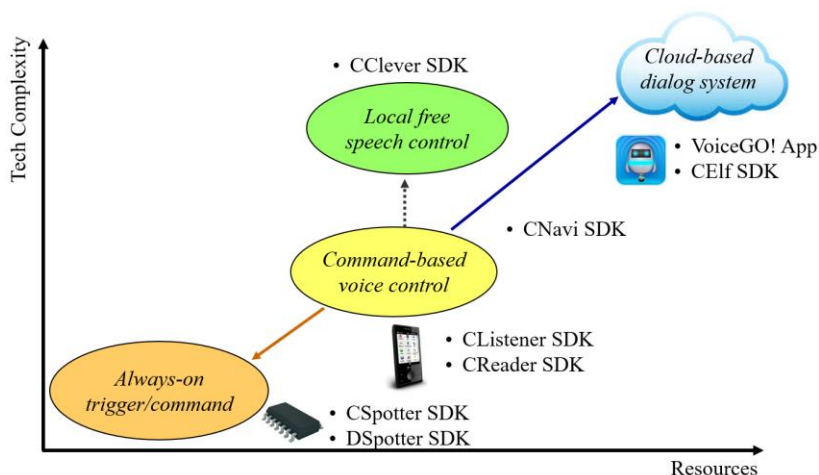 Tech Complexity
• CClever SDK
Local free
speech control
Cloud-based
dialog system
• VoiceGO! App
• CElf SDK
• CNavi SDK
Command-based
voice control
• CListener SDK
• CReader SDK
Always-on
trigger/command
• CSpotter SDK
• DSpotter SDK
Resources